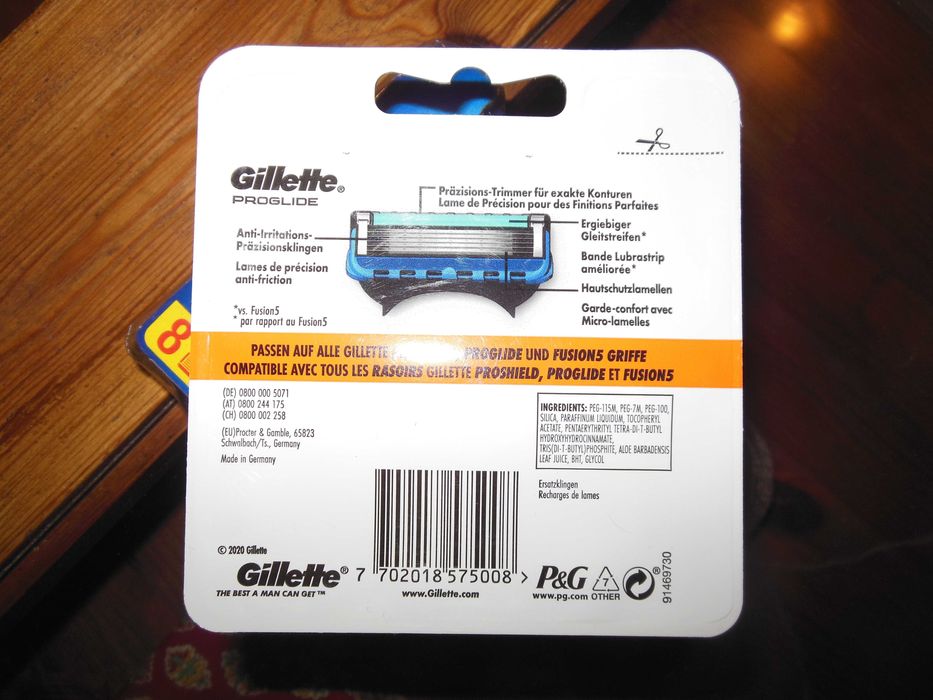 Gillette®
PROGLIDE
Präzisions-Trimmer für exakte Konturen
Lame de Précision pour des Finitions Parfaites
Anti-Irritations-
Präzisionsklingen
Lames de précision
anti-friction
*vs. Fusion5
* par rapport au Fusion5
Ergiebiger
Gleitstreifen*
Bande Lubrastrip
améliorée*
Hautschutzlamellen
Garde-confort avec
Micro-lamelles
8
PASSEN AUF ALLE GILLETTE PROGLIDE UND FUSION5 GRIFFE
COMPATIBLE AVEC TOUS LES RASOIRS GILLETTE PROSHIELD, PROGLIDE ET FUSION5
(DE) 0800 000 5071
(AT) 0800 244 175
(CH) 0800 002 258
(EU)Procter & Gamble, 65823
Schwalbach/Ts., Germany
Made in Germany
INGREDIENTS: PEG-115M, PEG-7M, PEG-100,
SILICA, PARAFFINUM LIQUIDUM, TOCOPHERYL
ACETATE, PENTAERYTHRITYL TETRA-DI-T-BUTYL
HYDROXYHYDROCINNAMATE,
TRIS(DI-T-BUTYL)PHOSPHITE, ALOE BARBADENSIS
LEAF JUICE, BHT, GLYCOL
Ersatzklingen
Recharges de lames
© 2020 Gillette
Gillette®
THE BEST A MAN CAN GET™
7 702018 575008 >
www.Gillette.com
P&G
www.pg.com
7
OTHER
®
91469730